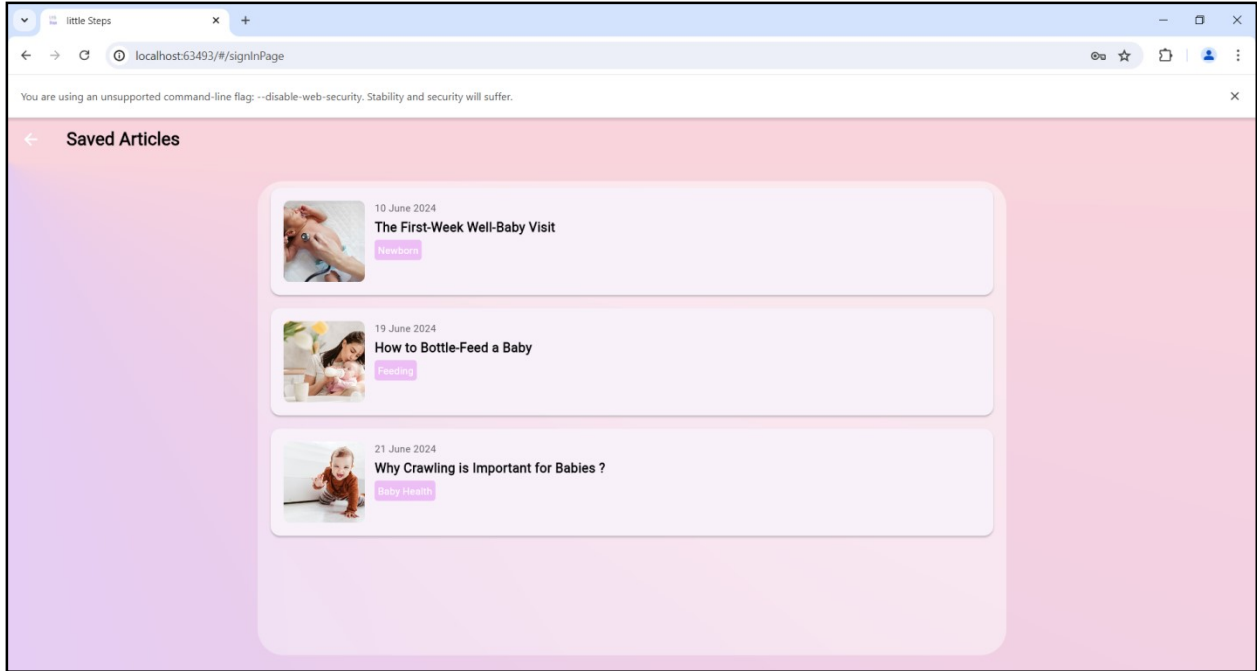 little Steps
localhost:63493/#/signInPage
You are using an unsupported command-line flag: --disable-web-security. Stability and security will suffer.
Saved Articles
10 June 2024
The First-Week Well-Baby Visit
Newborn
19 June 2024
How to Bottle-Feed a Baby
Feeding
21 June 2024
Why Crawling is Important for Babies ?
Baby Health